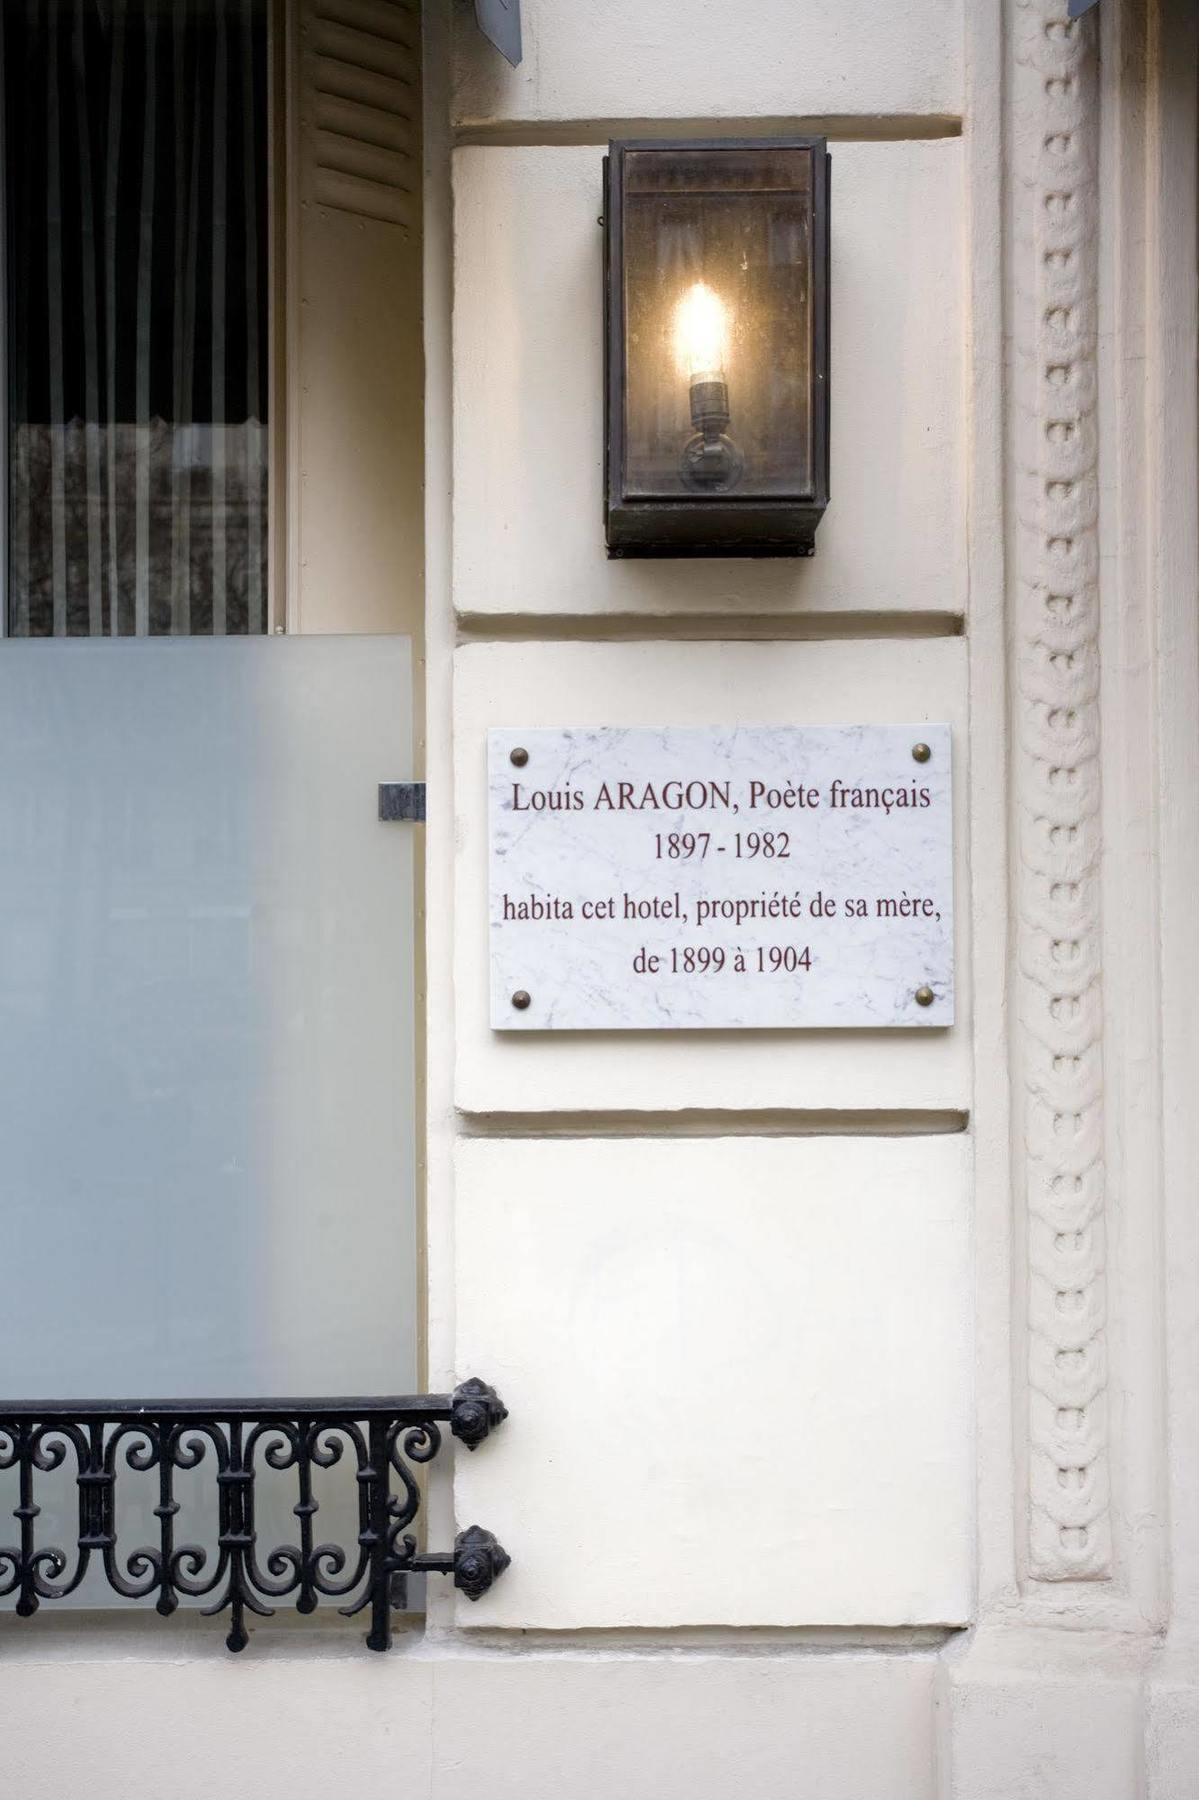 Louis ARAGON, Poète français
1897 - 1982
habita cet hotel, propriété de sa mère,
de 1899 à 1904